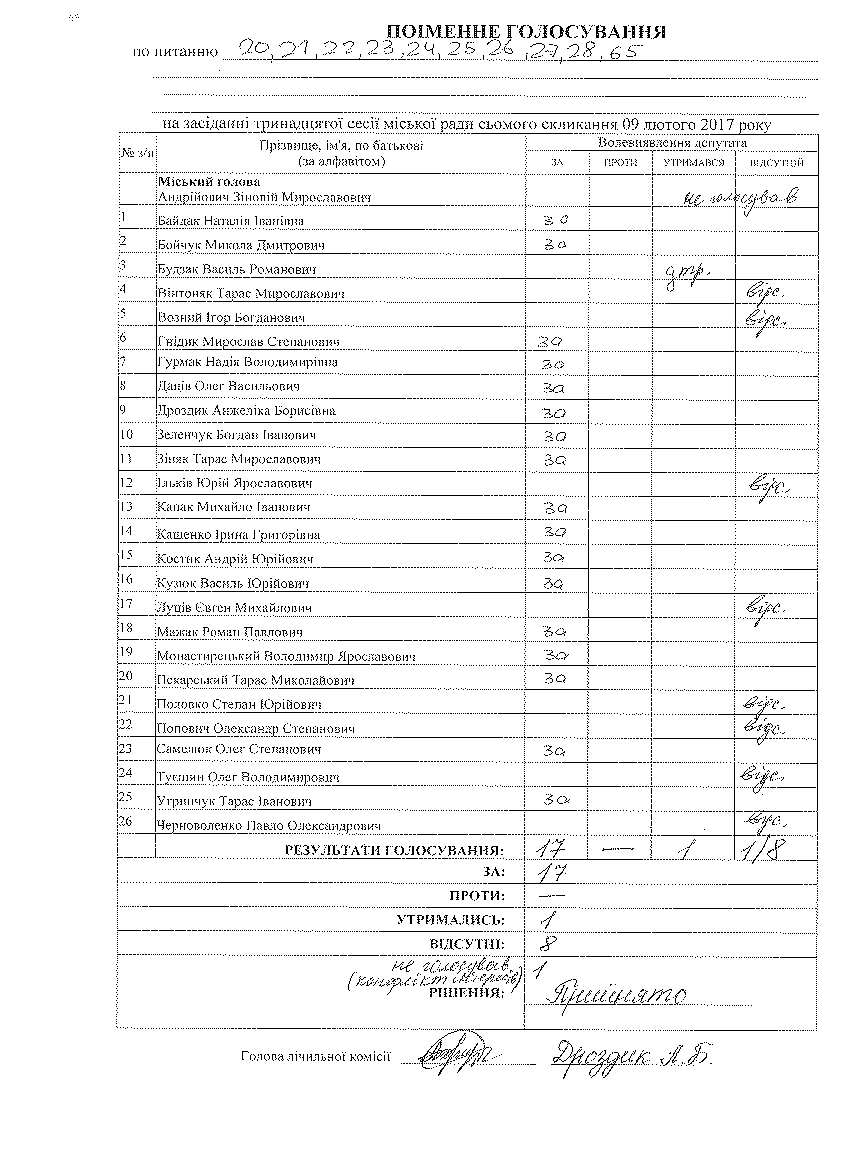 ПОІМЕННЕ ГОЛОСУВАННЯ
по питанню 20, 21, 22, 23, 24, 25, 26, 27, 28, 65
на засіданні тринадцятої сесії міської ради сьомого скликання 09 лютого 2017 року
№ з/п Прізвище, ім'я, по батькові (за алфавітом) Волевиявлення депутата
ЗА ПРОТИ УТРИМАВСЯ ВІДСУТНІЙ
Міський голова
Андрійович Зіновій Мирославович не голосував
1 Байдак Наталія Іванівна за
2 Бойчук Микола Дмитрович за
3 Будзак Василь Романович утр.
4 Вінтоняк Тарас Мирославович відс.
5 Возний Ігор Богданович відс.
6 Гнідик Мирослав Степанович за
7 Гурмак Надія Володимирівна за
8 Даців Олег Васильович за
9 Дроздик Анжеліка Борисівна за
10 Зеленчук Богдан Іванович за
11 Зіняк Тарас Мирославович за
12 Ільків Юрій Ярославович відс.
13 Капак Михайло Іванович за
14 Кащенко Ірина Григорівна за
15 Костик Андрій Юрійович за
16 Кузюк Василь Юрійович за
17 Луців Євген Михайлович відс.
18 Мажак Роман Павлович за
19 Монастирецький Володимир Ярославович за
20 Пекарський Тарас Миколайович за
21 Половко Степан Юрійович відс.
22 Попович Олександр Степанович відс.
23 Самелюк Олег Степанович за
24 Тукшин Олег Володимирович відс.
25 Угринчук Тарас Іванович за
26 Черноволенко Павло Олександрович відс.
РЕЗУЛЬТАТИ ГОЛОСУВАННЯ: 17 — 1 1/8
ЗА: 17
ПРОТИ: —
УТРИМАЛИСЬ: 1
ВІДСУТНІ: 8
не голосував 1
(конфлікт інтересів)
РІШЕННЯ: Прийнято
Голова лічильної комісії Дроздик А.Б.